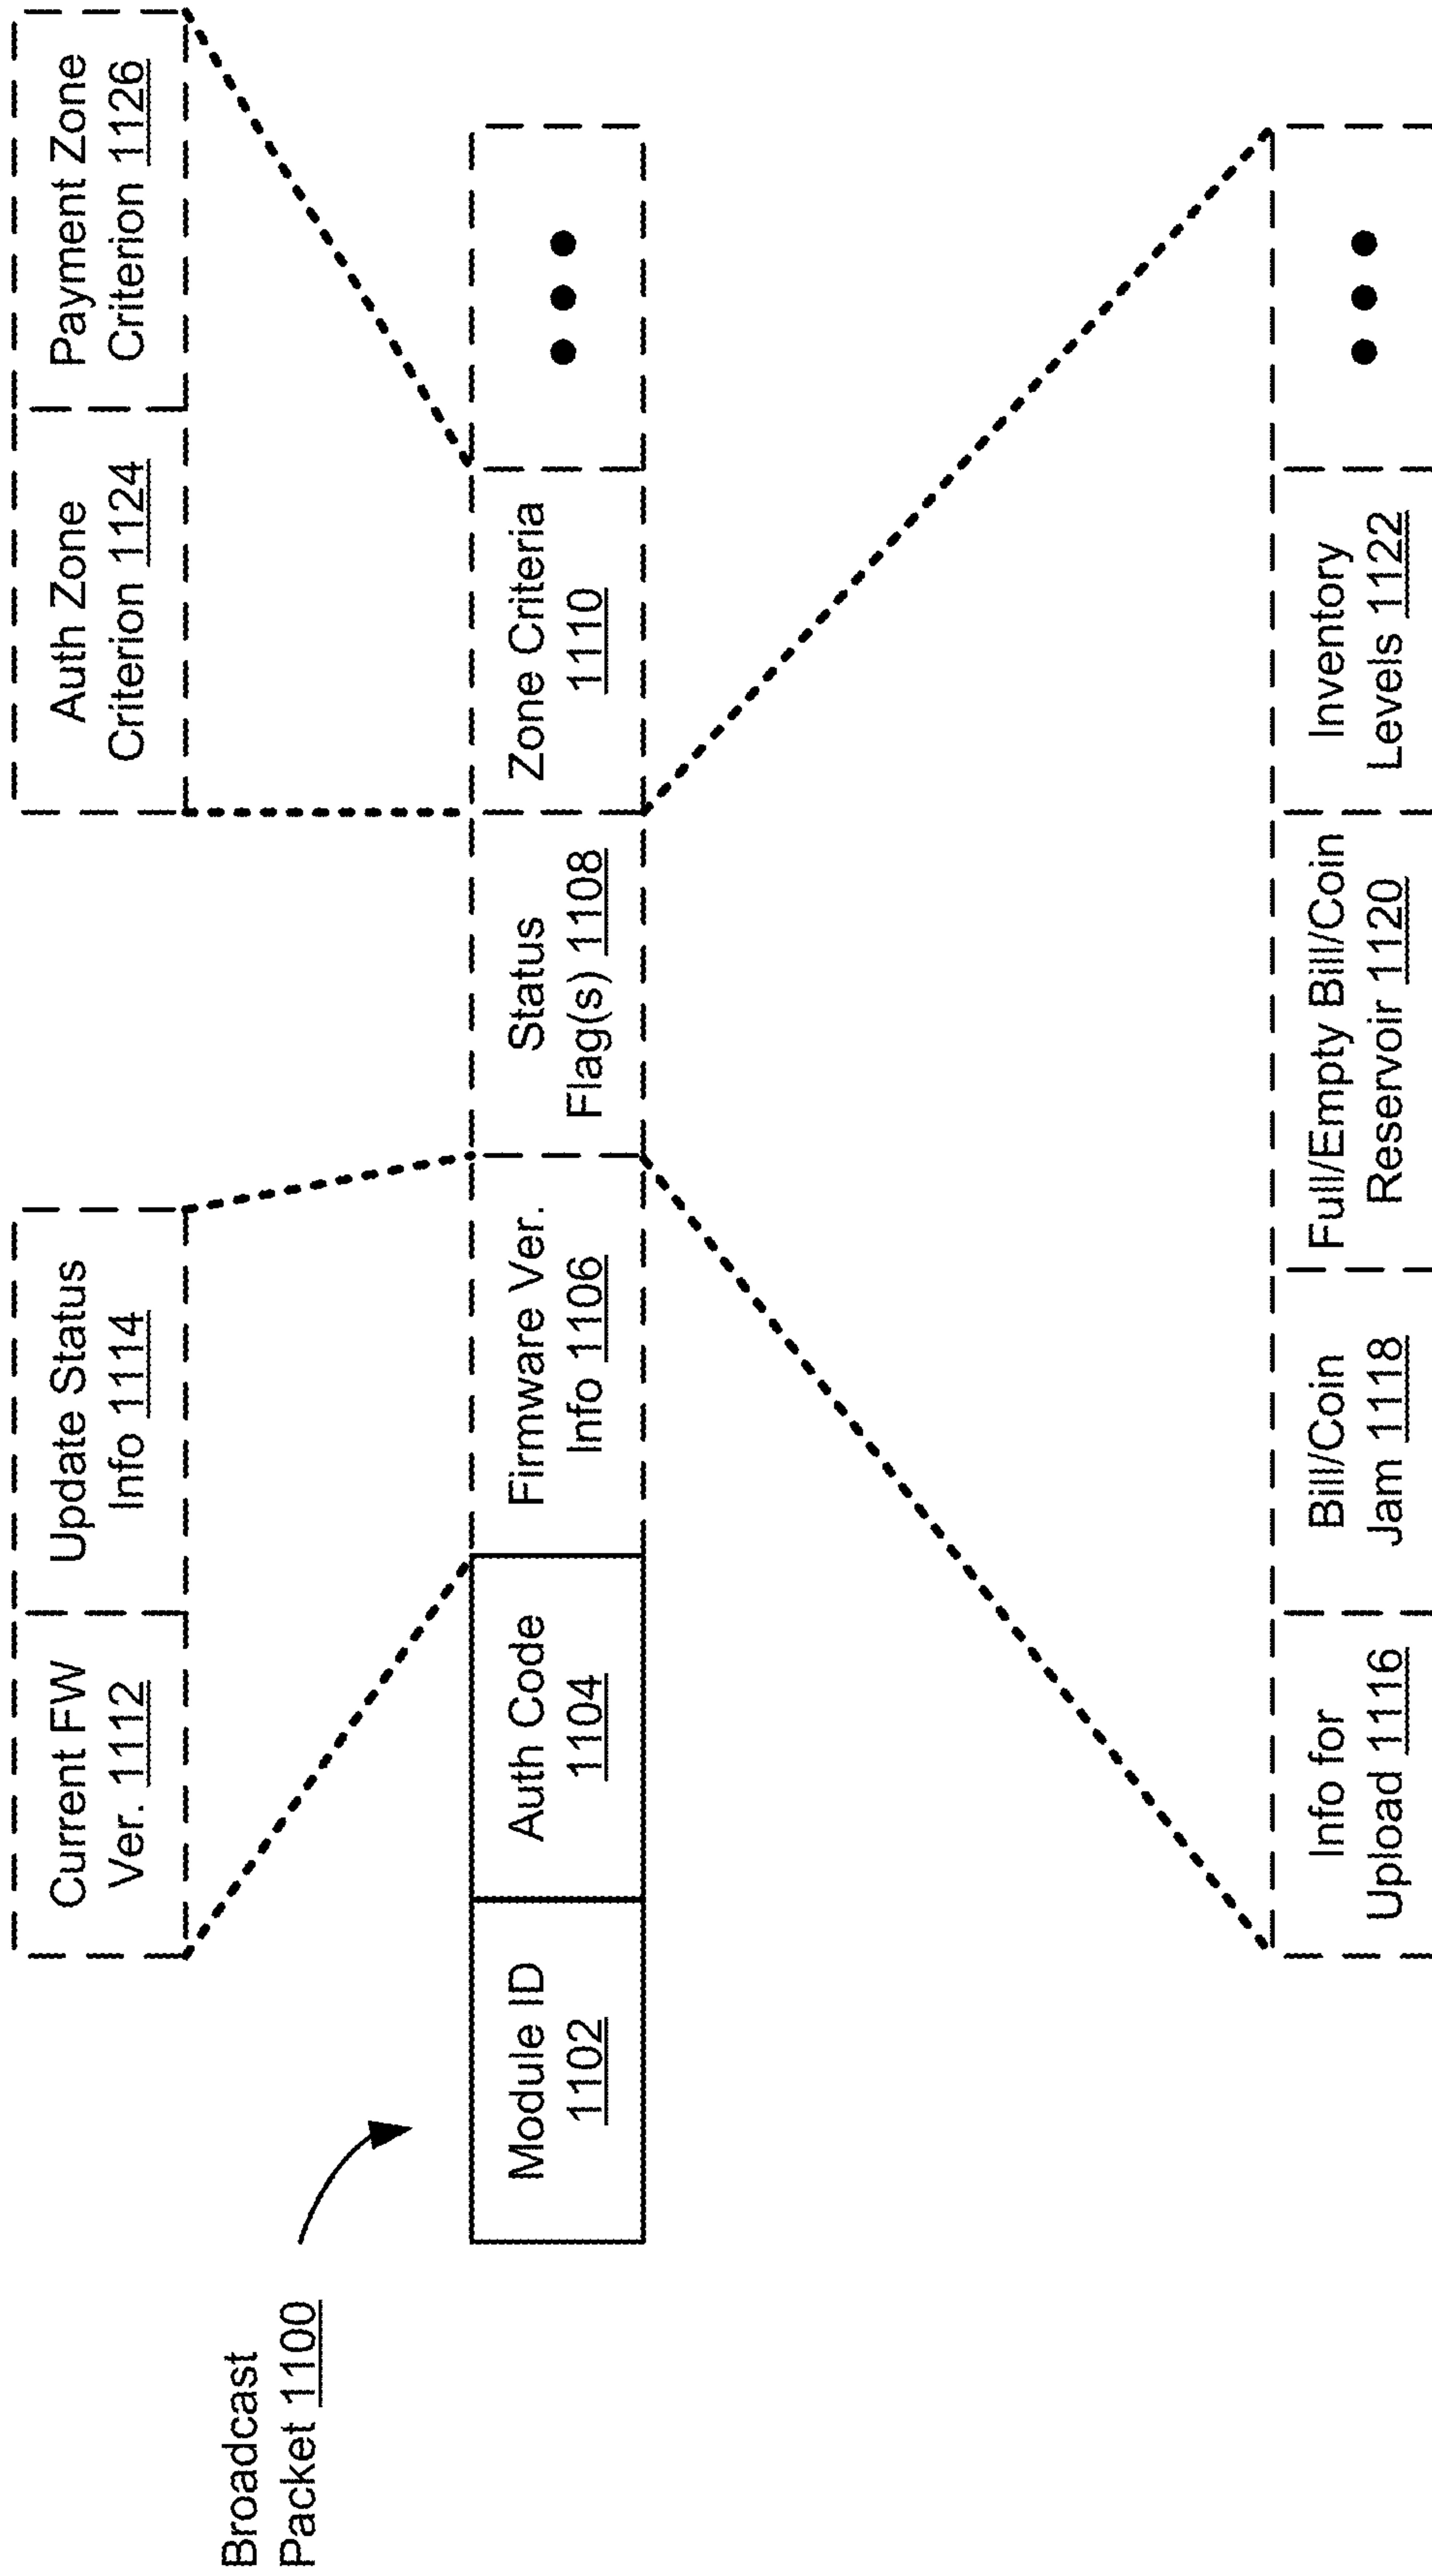 Current FW
Ver. 1112
Update Status
Info 1114
Auth Zone
Criterion 1124
Payment Zone
Criterion 1126
Broadcast
Packet 1100
Module ID
1102
Auth Code
1104
Firmware Ver.
Info 1106
Status
Flag(s) 1108
Zone Criteria
1110
Info for
Upload 1116
Bill/Coin
Jam 1118
Full/Empty Bill/Coin
Reservoir 1120
Inventory
Levels 1122